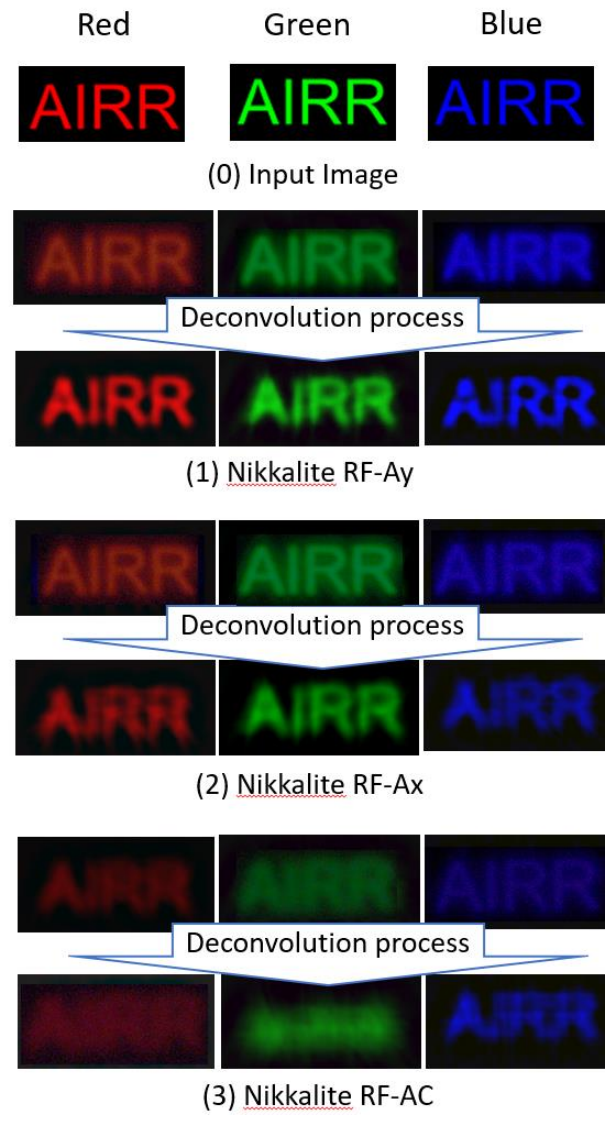 Red Green Blue
AIRR AIRR AIRR
(0) Input Image
AIRR AIRR AIRR
Deconvolution process
AIRR AIRR AIRR
(1) Nikkalite RF-Ay
AIRR AIRR AIRR
Deconvolution process
AIRR AIRR AIRR
(2) Nikkalite RF-Ax
AIRR AIRR AIRR
Deconvolution process
AIRR
(3) Nikkalite RF-AC